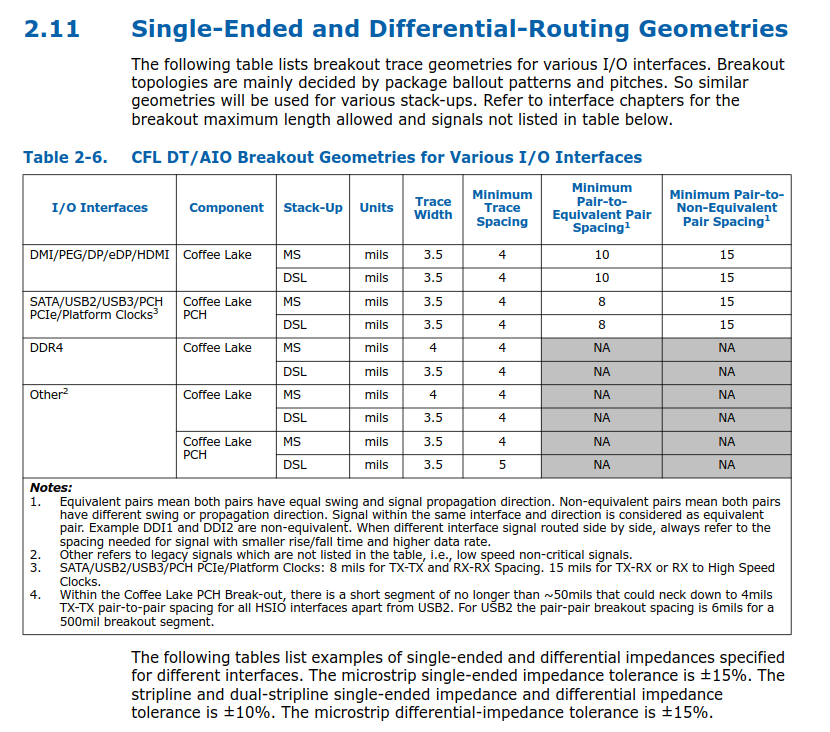 2.11 Single-Ended and Differential-Routing Geometries
The following table lists breakout trace geometries for various I/O interfaces. Breakout
topologies are mainly decided by package ballout patterns and pitches. So similar
geometries will be used for various stack-ups. Refer to interface chapters for the
breakout maximum length allowed and signals not listed in table below.
Table 2-6. CFL DT/AIO Breakout Geometries for Various I/O Interfaces
I/O Interfaces Component Stack-Up Units Trace Width Minimum Trace Spacing Minimum Pair-to-Equivalent Pair Spacing1 Minimum Pair-to-Non-Equivalent Pair Spacing1
DMI/PEG/DP/eDP/HDMI Coffee Lake MS mils 3.5 4 10 15
DSL mils 3.5 4 10 15
SATA/USB2/USB3/PCH PCIe/Platform Clocks3 Coffee Lake PCH MS mils 3.5 4 8 15
DSL mils 3.5 4 8 15
DDR4 Coffee Lake MS mils 4 4 NA NA
DSL mils 3.5 4 NA NA
Other2 Coffee Lake MS mils 4 4 NA NA
DSL mils 3.5 4 NA NA
Coffee Lake PCH MS mils 3.5 4 NA NA
DSL mils 3.5 5 NA NA
Notes:
1. Equivalent pairs mean both pairs have equal swing and signal propagation direction. Non-equivalent pairs mean both pairs
have different swing or propagation direction. Signal within the same interface and direction is considered as equivalent
pair. Example DDI1 and DDI2 are non-equivalent. When different interface signal routed side by side, always refer to the
spacing needed for signal with smaller rise/fall time and higher data rate.
2. Other refers to legacy signals which are not listed in the table, i.e., low speed non-critical signals.
3. SATA/USB2/USB3/PCH PCIe/Platform Clocks: 8 mils for TX-TX and RX-RX Spacing. 15 mils for TX-RX or RX to High Speed
Clocks.
4. Within the Coffee Lake PCH Break-out, there is a short segment of no longer than ~50mils that could neck down to 4mils
TX-TX pair-to-pair spacing for all HSIO interfaces apart from USB2. For USB2 the pair-pair breakout spacing is 6mils for a
500mil breakout segment.
The following tables list examples of single-ended and differential impedances specified
for different interfaces. The microstrip single-ended impedance tolerance is ±15%. The
stripline and dual-stripline single-ended impedance and differential impedance
tolerance is ±10%. The microstrip differential-impedance tolerance is ±15%.